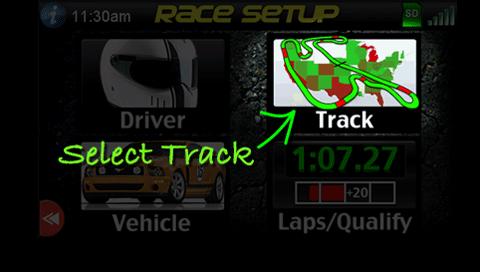 11:30am RACE SETUP SD
Driver
Track
Select Track
1:07.27
+20
Vehicle
Laps/Qualify